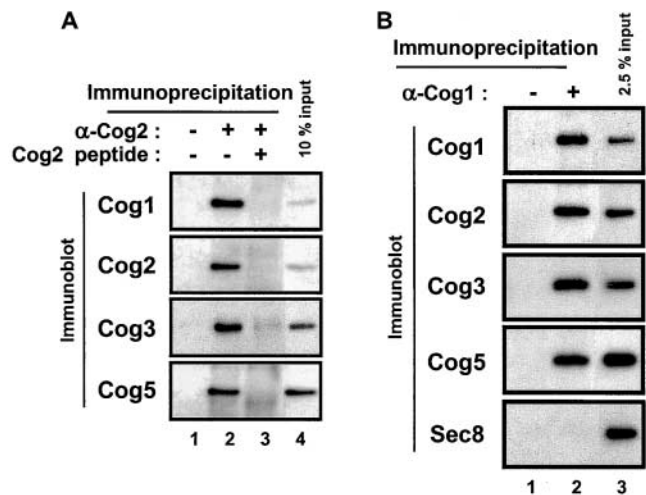 A
Immunoprecipitation
α-Cog2 : - + +
Cog2 peptide : - - +
10 % input
Immunoblot
Cog1
Cog2
Cog3
Cog5
1 2 3 4
B
Immunoprecipitation
α-Cog1 : - +
2.5 % input
Immunoblot
Cog1
Cog2
Cog3
Cog5
Sec8
1 2 3